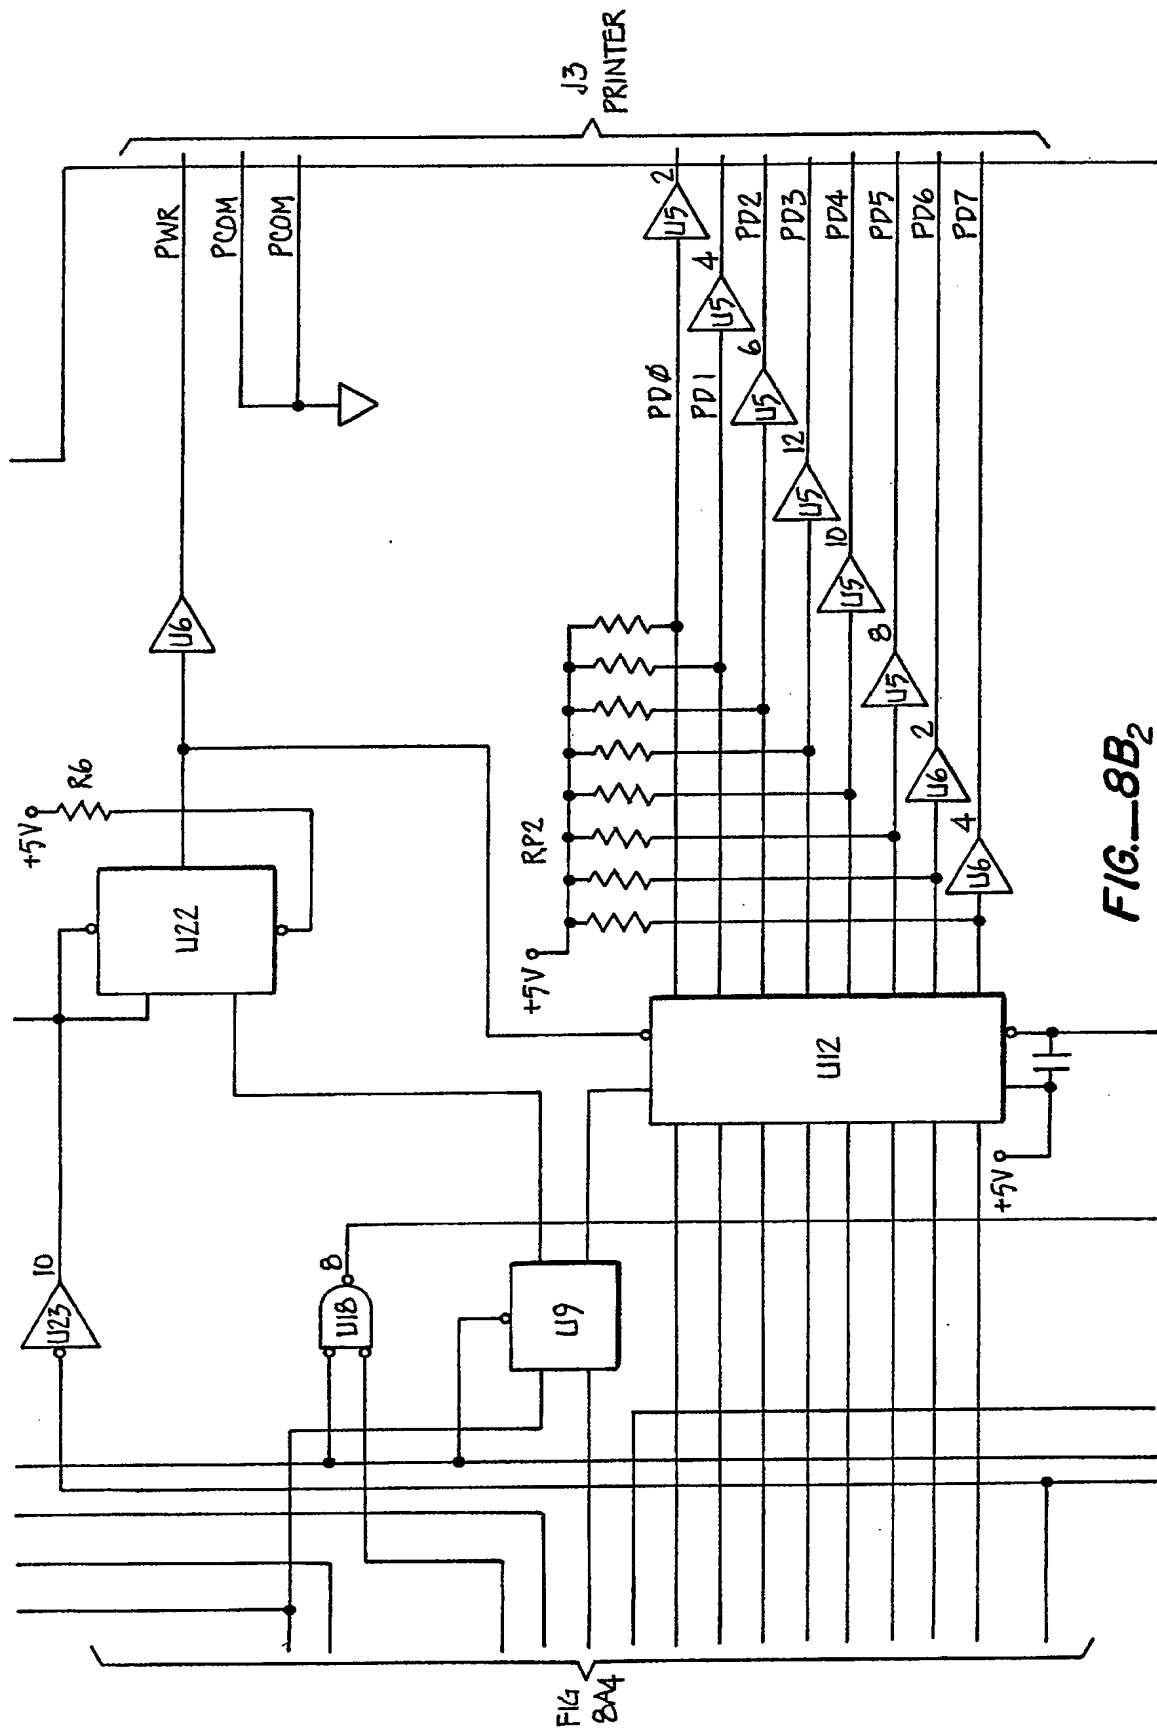 J3
PRINTER
PWR
PCOM
PCOM
+5V
R6
U6
U22
10
U23
8
U18
U9
+5V
RP2
U12
+5V
PDØ
U5
2
PD1
U5
4
U5
6
PD2
U5
12
PD3
U5
10
PD4
U5
8
PD5
U6
2
PD6
U6
4
PD7
FIG
8A4
FIG.__8B2